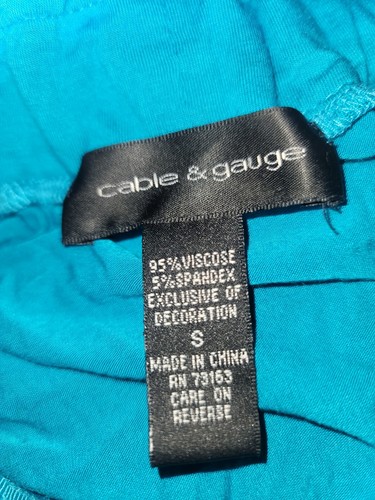 cable & gauge
95% VISCOSE
5% SPANDEX
EXCLUSIVE OF
DECORATION
S
MADE IN CHINA
RN 73163
CARE ON
REVERSE